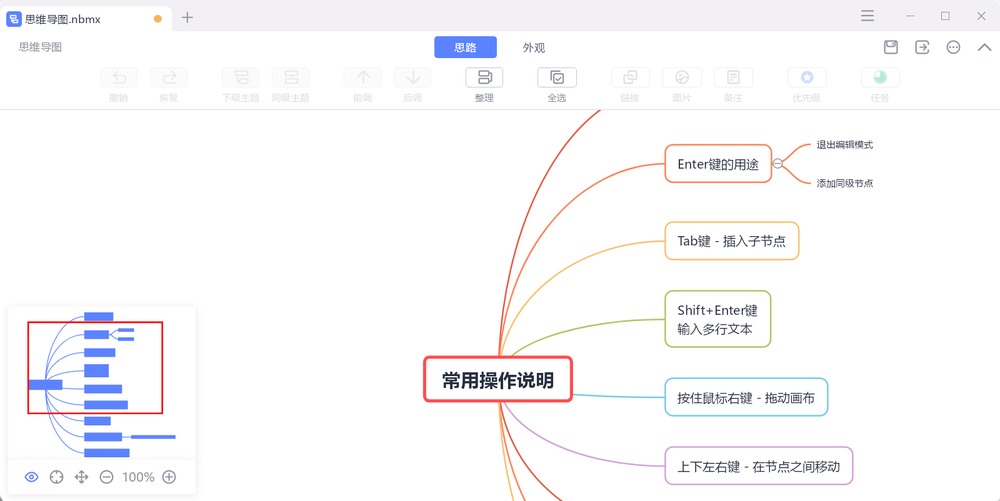 思维导图.nbmx
思维导图
思路
外观
撤销
恢复
下级主题
同级主题
前调
后调
整理
全选
链接
图片
备注
优先级
任务
Enter键的用途
退出编辑模式
添加同级节点
Tab键 - 插入子节点
Shift+Enter键
输入多行文本
常用操作说明
按住鼠标右键 - 拖动画布
上下左右键 - 在节点之间移动
100%